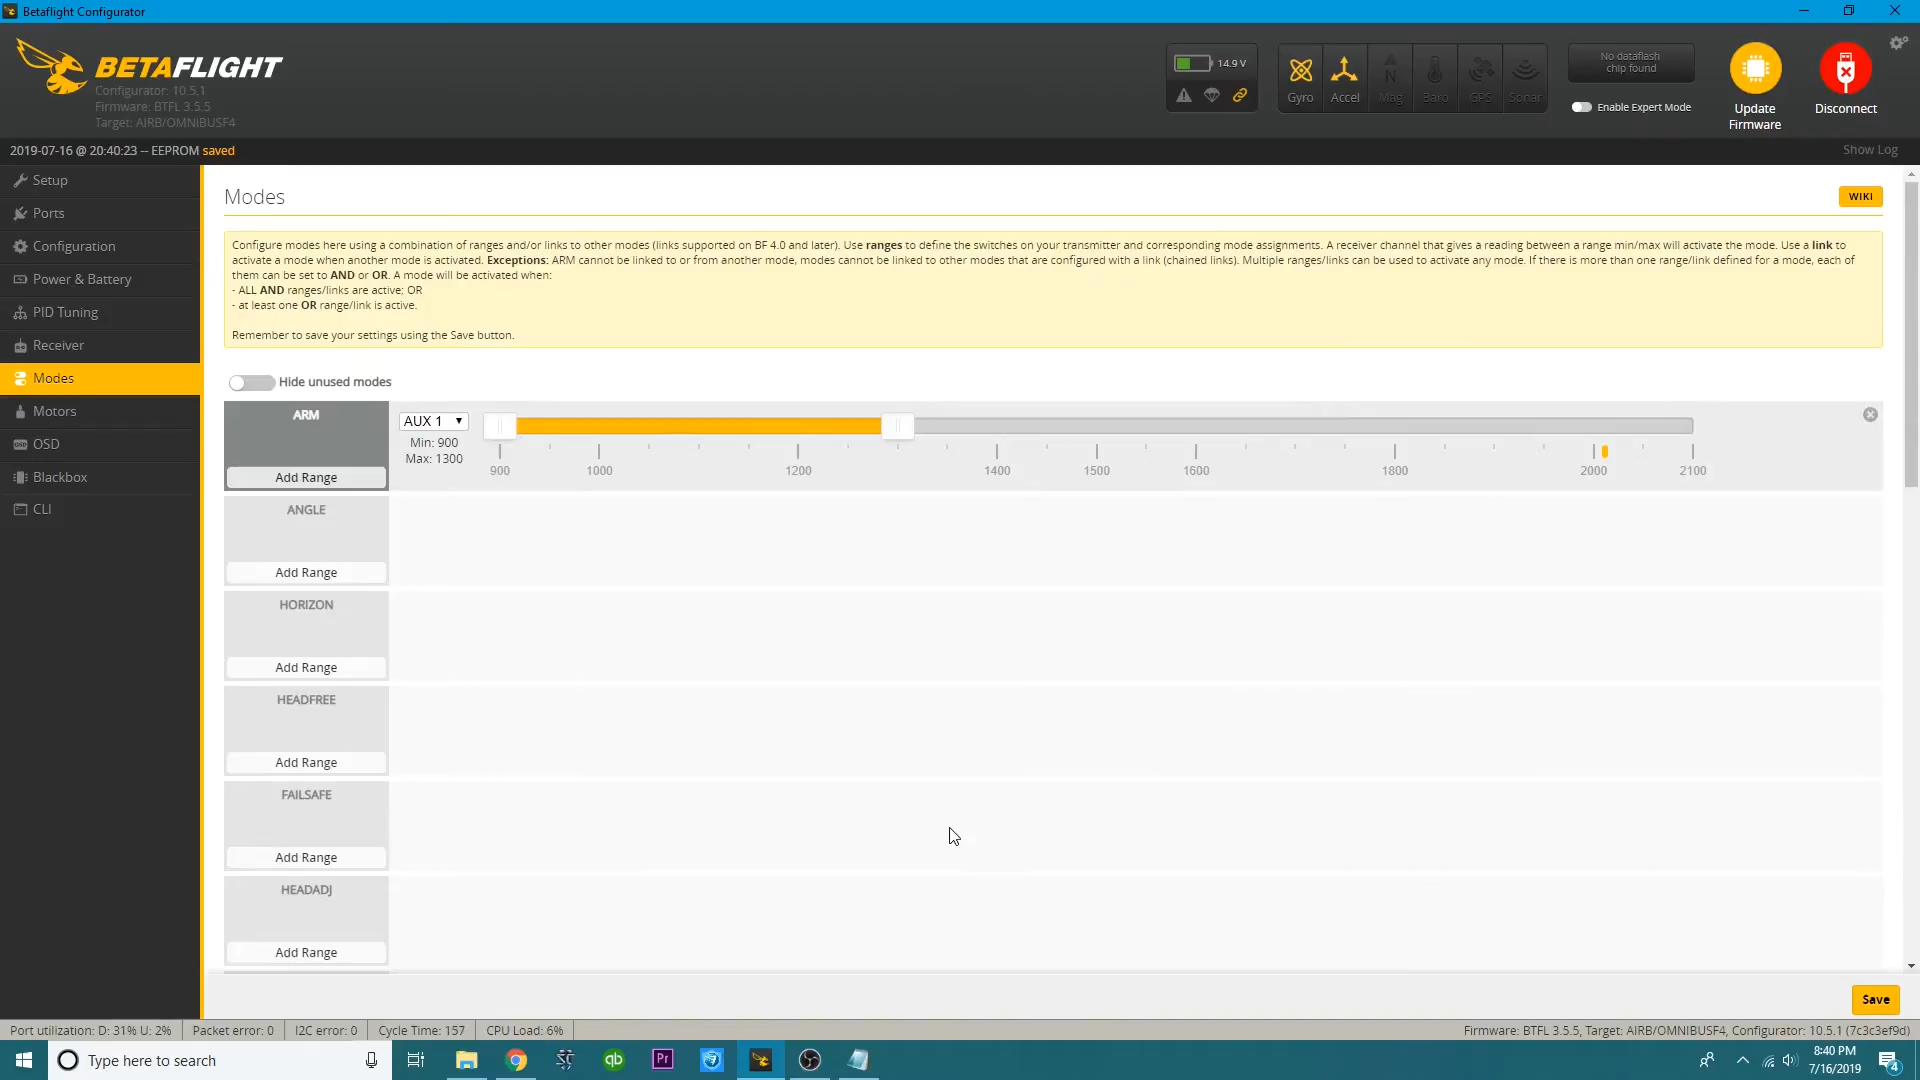 Betaflight Configurator
BETAFLIGHT
Configurator: 10.5.1
Firmware: BTFL 3.5.5
Target: AIRB/OMNIBUSF4
14.9 V
Gyro
Accel
Mag
Baro
GPS
Sonar
No dataflash
chip found
Enable Expert Mode
Update
Firmware
Disconnect
2019-07-16 @ 20:40:23 -- EEPROM saved
Show Log
Setup
Ports
Configuration
Power & Battery
PID Tuning
Receiver
Modes
Motors
OSD
Blackbox
CLI
Modes
WIKI
Configure modes here using a combination of ranges and/or links to other modes (links supported on BF 4.0 and later). Use ranges to define the switches on your transmitter and corresponding mode assignments. A receiver channel that gives a reading between a range min/max will activate the mode. Use a link to
activate a mode when another mode is activated. Exceptions: ARM cannot be linked to or from another mode, modes cannot be linked to other modes that are configured with a link (chained links). Multiple ranges/links can be used to activate any mode. If there is more than one range/link defined for a mode, each of
them can be set to AND or OR. A mode will be activated when:
- ALL AND ranges/links are active; OR
- at least one OR range/link is active.
Remember to save your settings using the Save button.
Hide unused modes
ARM
Add Range
AUX 1
Min: 900
Max: 1300
900 1000 1200 1400 1500 1600 1800 2000 2100
ANGLE
Add Range
HORIZON
Add Range
HEADFREE
Add Range
FAILSAFE
Add Range
HEADADJ
Add Range
Save
Port utilization: D: 31% U: 2%
Packet error: 0
I2C error: 0
Cycle Time: 157
CPU Load: 6%
Firmware: BTFL 3.5.5, Target: AIRB/OMNIBUSF4, Configurator: 10.5.1 (7c3c3ef9d)
Type here to search
qb
Pr
8:40 PM
7/16/2019
4